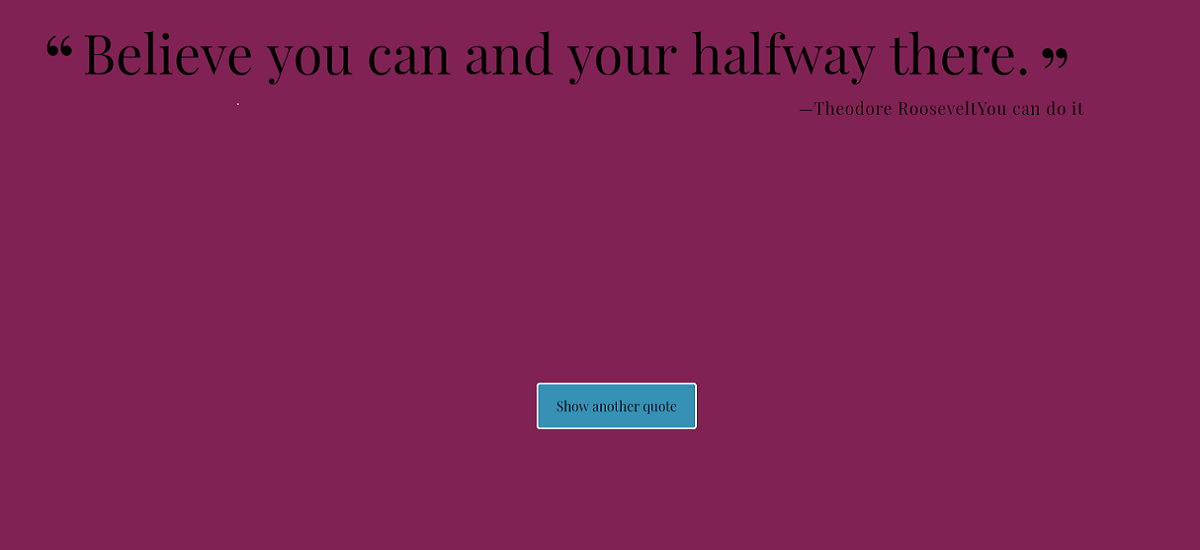 “ Believe you can and your halfway there. ”
—Theodore RooseveltYou can do it
Show another quote